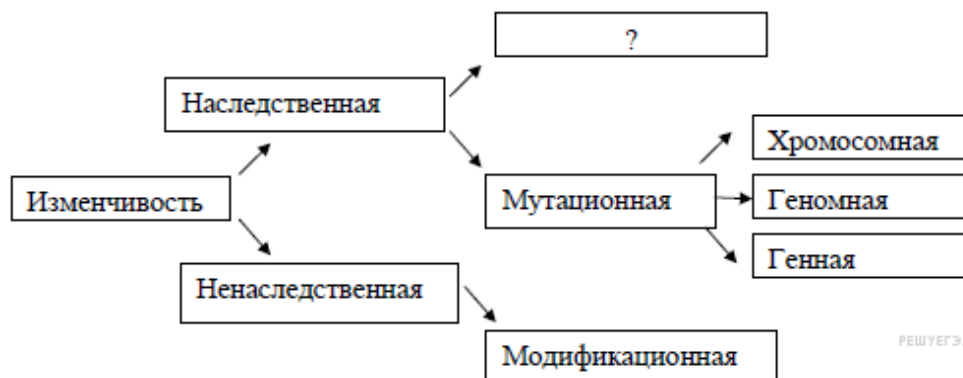 ?
Наследственная
Хромосомная
Изменчивость
Мутационная
Геномная
Генная
Ненаследственная
Модификационная
РЕШУЕГЭ